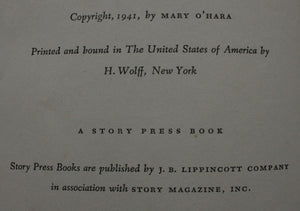 Copyright, 1941, by MARY O'HARA
Printed and bound in The United States of America by
H. Wolff, New York
A STORY PRESS BOOK
Story Press Books are published by J. B. LIPPINCOTT COMPANY
in association with STORY MAGAZINE, INC.